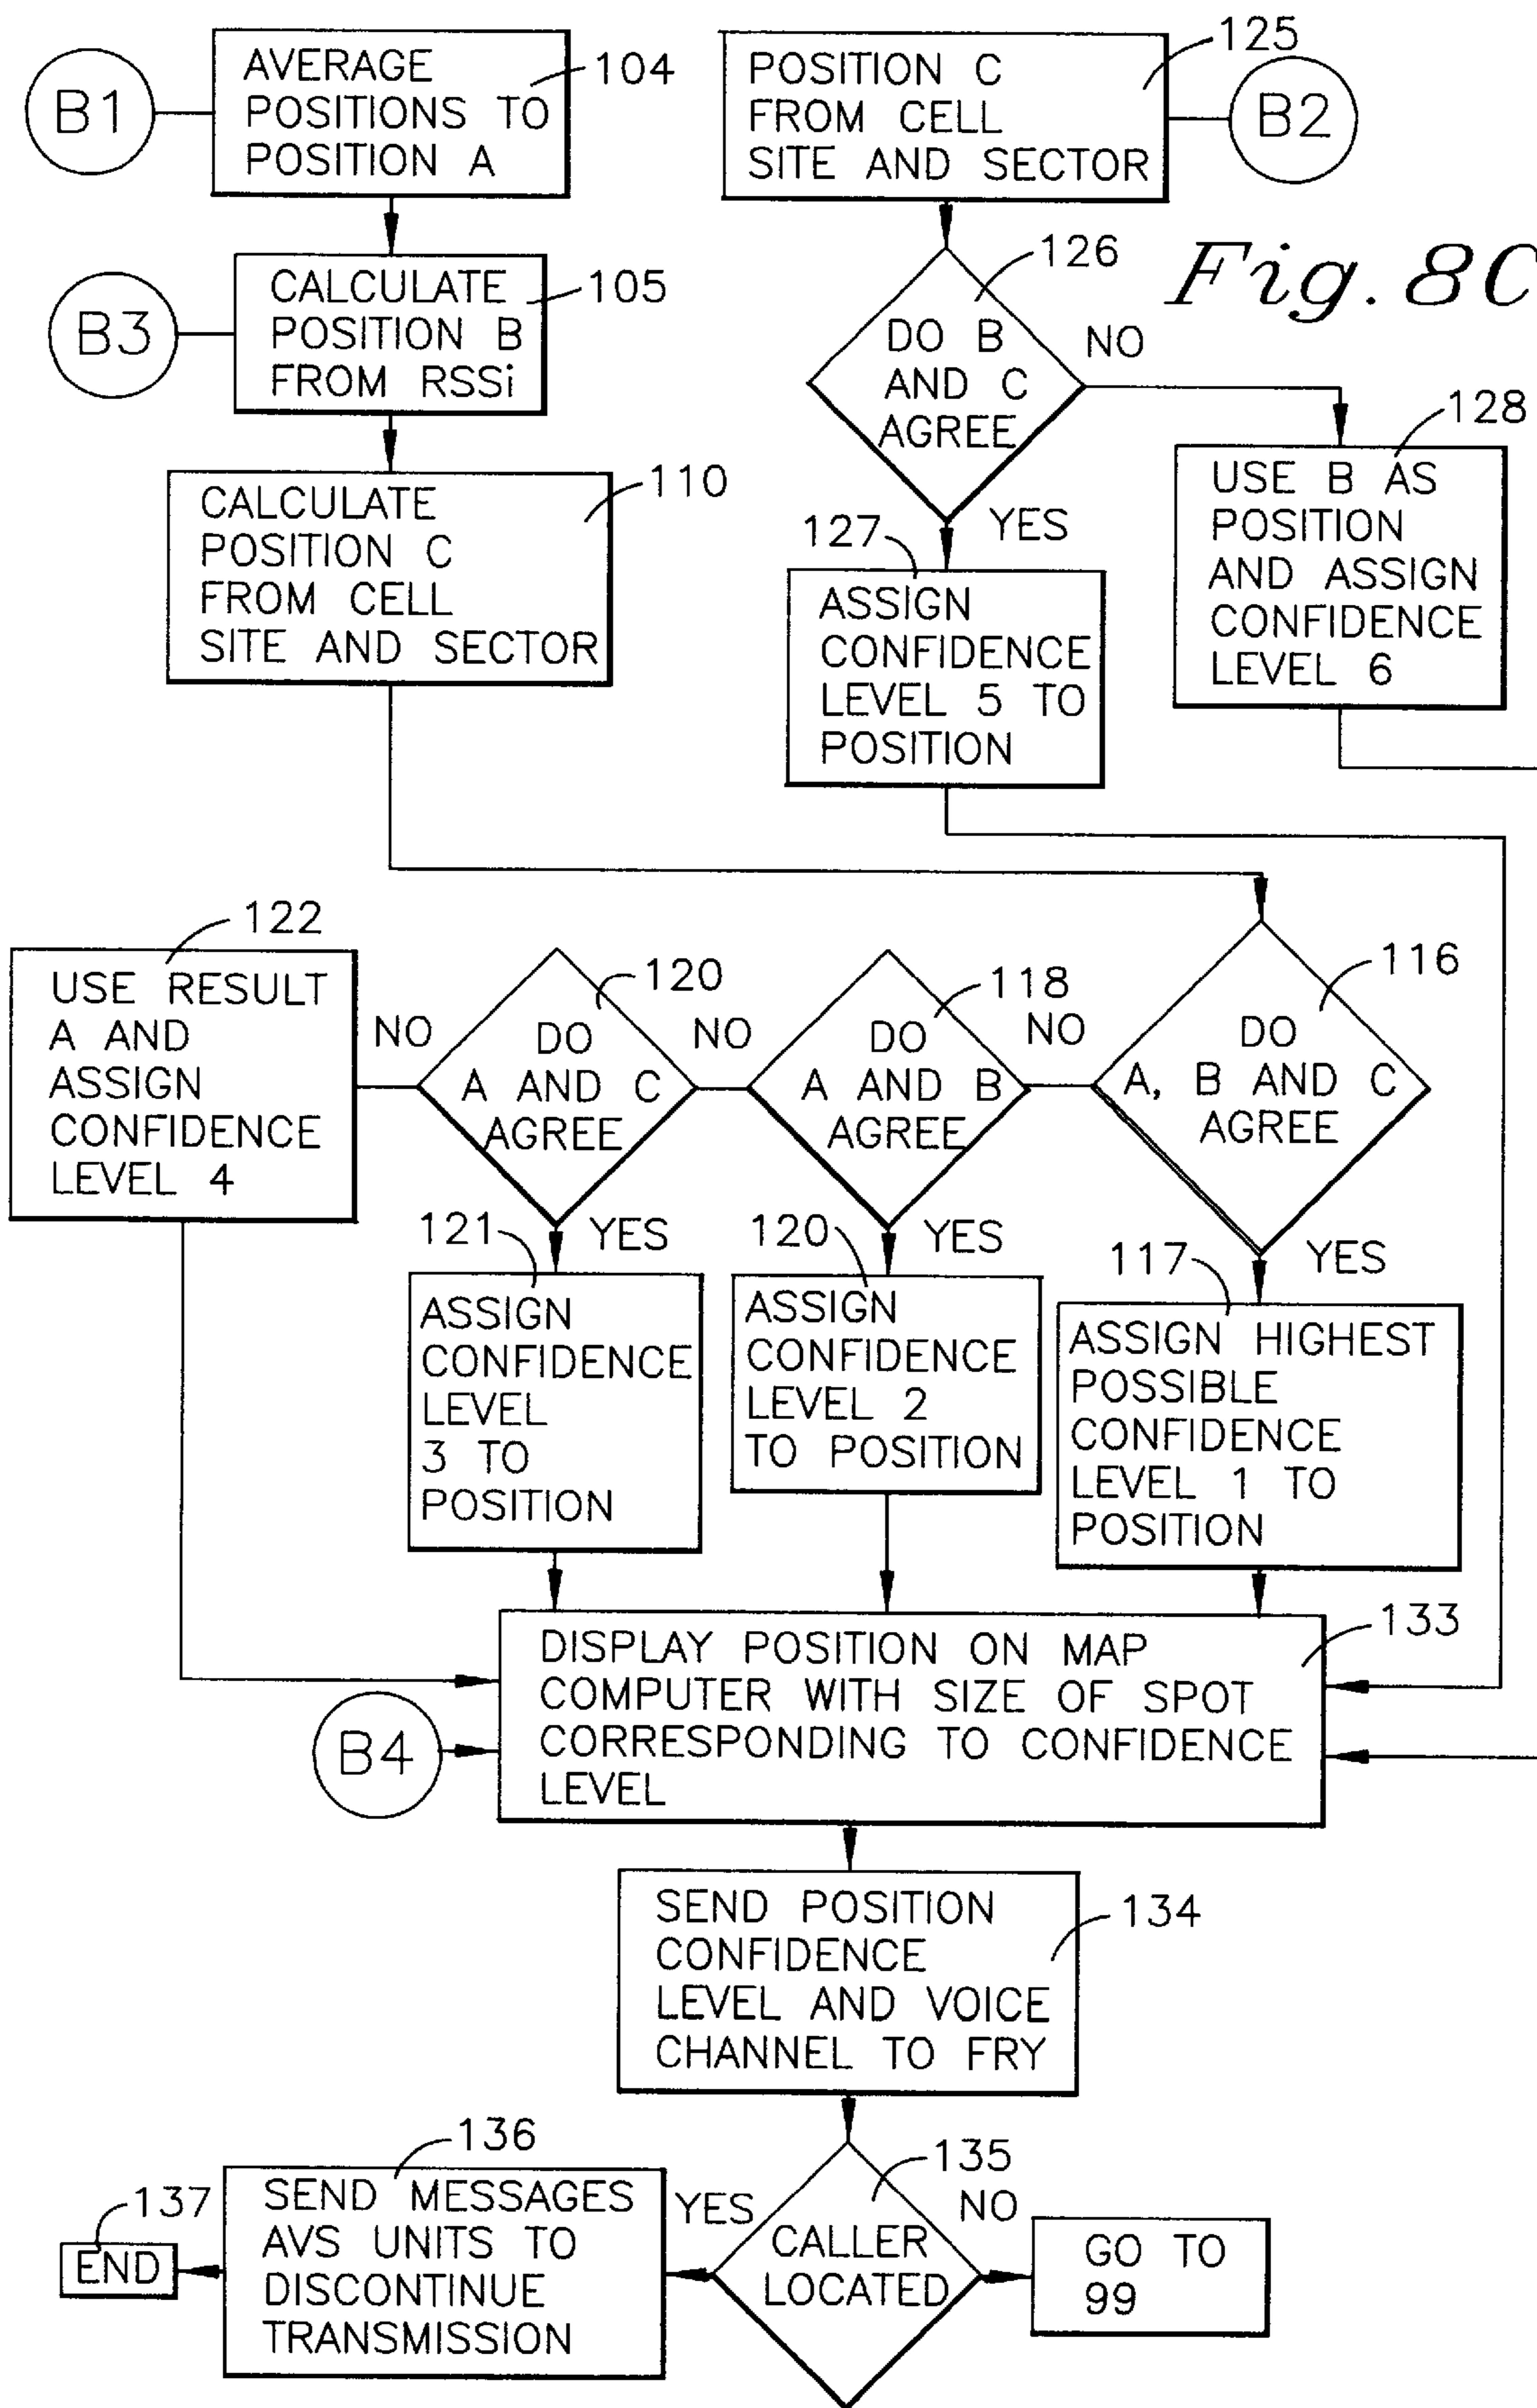 B1
AVERAGE
POSITIONS TO
POSITION A
104
POSITION C
FROM CELL
SITE AND SECTOR
125
B2
B3
CALCULATE
POSITION B
FROM RSSi
105
DO B
AND C
AGREE
126
NO
Fig. 8C
CALCULATE
POSITION C
FROM CELL
SITE AND SECTOR
110
YES
127
ASSIGN
CONFIDENCE
LEVEL 5 TO
POSITION
128
USE B AS
POSITION
AND ASSIGN
CONFIDENCE
LEVEL 6
122
USE RESULT
A AND
ASSIGN
CONFIDENCE
LEVEL 4
NO
120
DO
A AND C
AGREE
NO
118
DO
A AND B
AGREE
NO
116
DO
A, B AND C
AGREE
121
YES
ASSIGN
CONFIDENCE
LEVEL
3 TO
POSITION
120
YES
ASSIGN
CONFIDENCE
LEVEL 2
TO POSITION
117
YES
ASSIGN HIGHEST
POSSIBLE
CONFIDENCE
LEVEL 1 TO
POSITION
B4
DISPLAY POSITION ON MAP
COMPUTER WITH SIZE OF SPOT
CORRESPONDING TO CONFIDENCE
LEVEL
133
SEND POSITION
CONFIDENCE
LEVEL AND VOICE
CHANNEL TO FRY
134
137
END
136
SEND MESSAGES
AVS UNITS TO
DISCONTINUE
TRANSMISSION
YES
135
CALLER
LOCATED
NO
GO TO
99